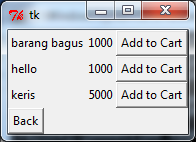 tk
barang bagus 1000 Add to Cart
hello 1000 Add to Cart
keris 5000 Add to Cart
Back